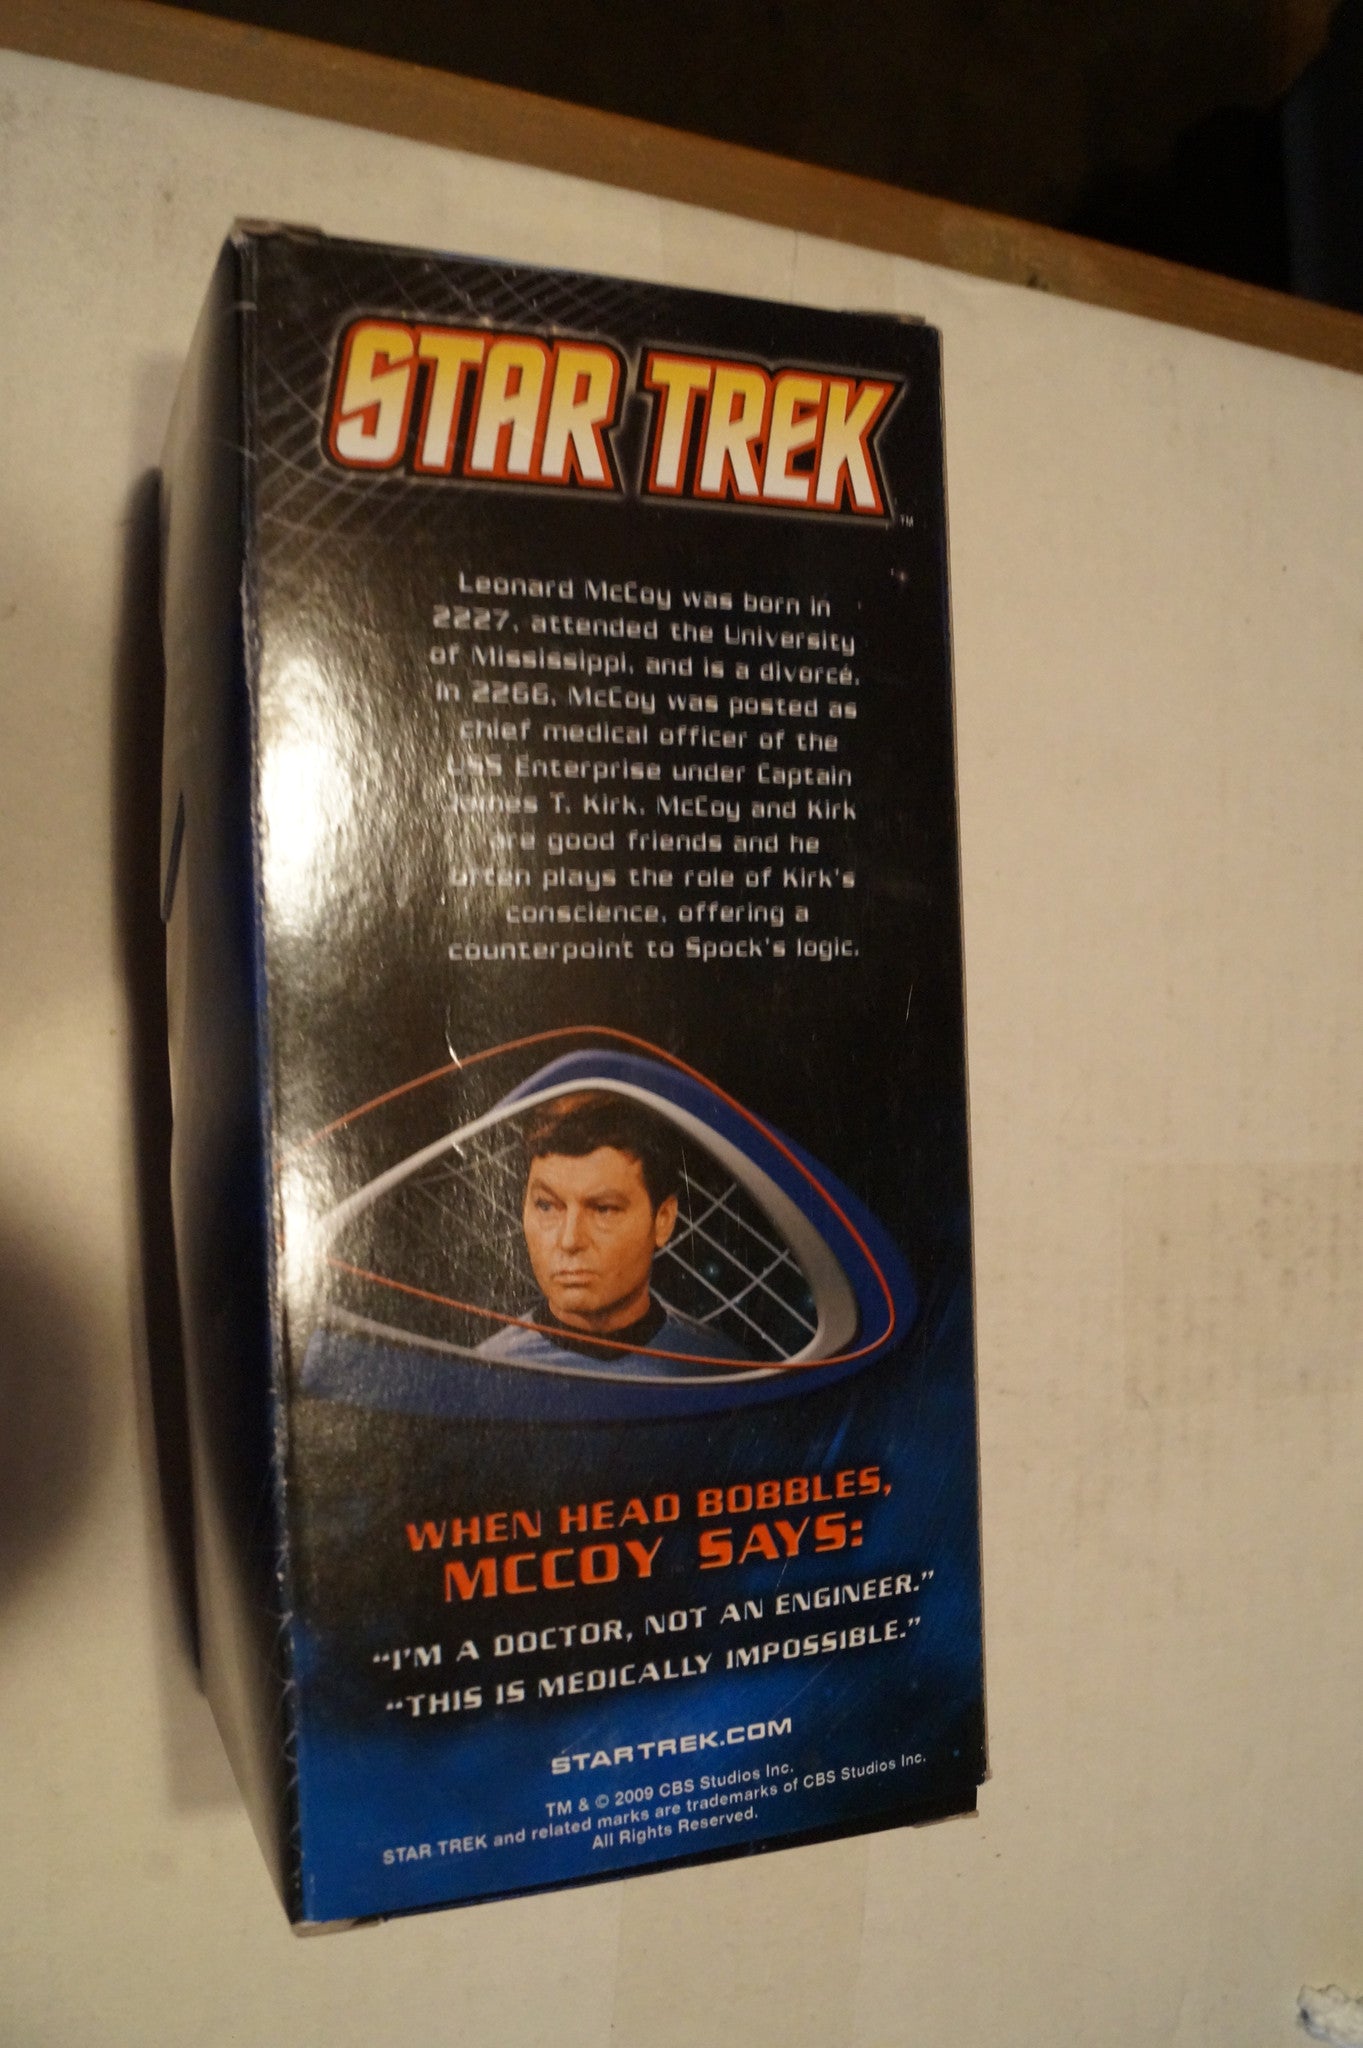 STAR TREK
TM
Leonard McCoy was born in
2227, attended the University
of Mississippi, and is a divorcé.
In 2266, McCoy was posted as
chief medical officer of the
USS Enterprise under Captain
James T. Kirk. McCoy and Kirk
are good friends and he
often plays the role of Kirk's
conscience, offering a
counterpoint to Spock's logic.
WHEN HEAD BOBBLES,
MCCOY SAYS:
"I'M A DOCTOR, NOT AN ENGINEER."
"THIS IS MEDICALLY IMPOSSIBLE."
STARTREK.COM
TM & © 2009 CBS Studios Inc.
STAR TREK and related marks are trademarks of CBS Studios Inc.
All Rights Reserved.